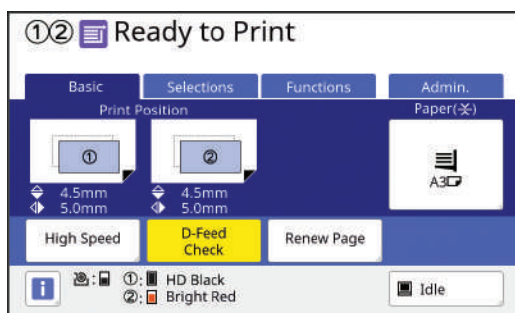 ①② Ready to Print
Basic Selections Functions Admin.
Print Position Paper(⚹)
① ②
4.5mm 4.5mm
5.0mm 5.0mm
A3
High Speed D-Feed Check Renew Page
①: HD Black
②: Bright Red
Idle